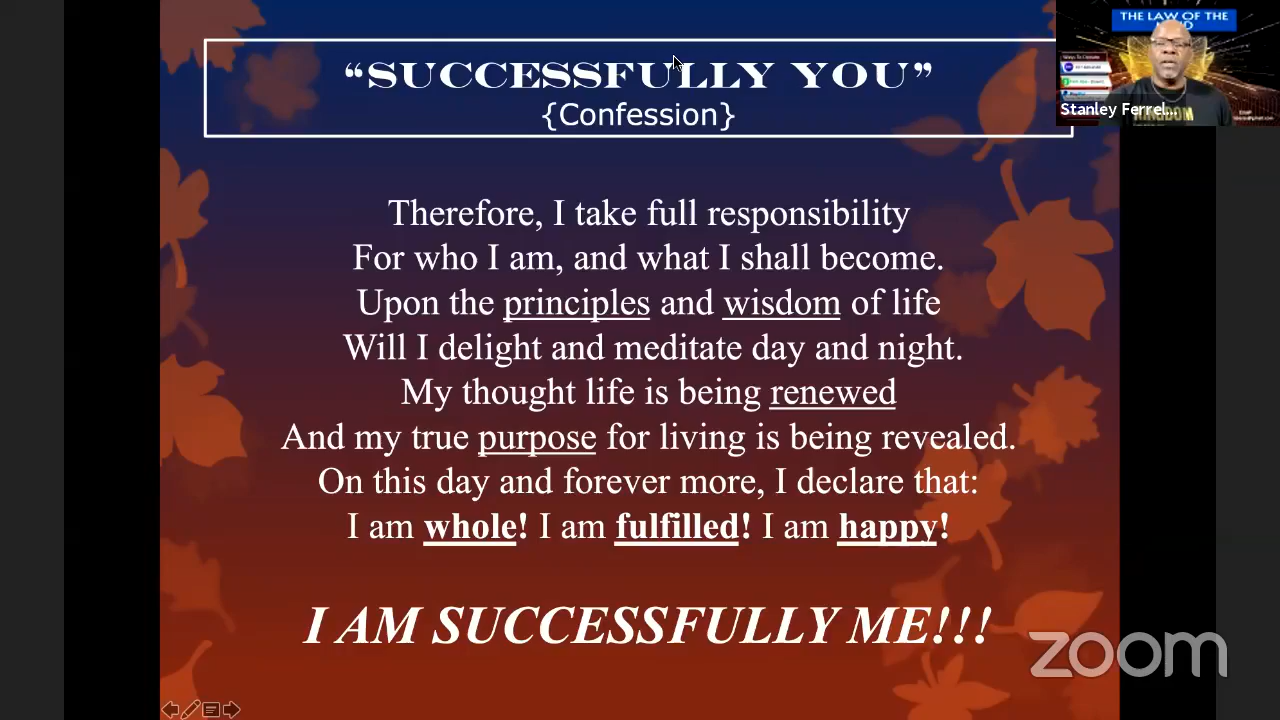 “SUCCESSFULLY YOU”
{Confession}
Therefore, I take full responsibility
For who I am, and what I shall become.
Upon the principles and wisdom of life
Will I delight and meditate day and night.
My thought life is being renewed
And my true purpose for living is being revealed.
On this day and forever more, I declare that:
I am whole! I am fulfilled! I am happy!
I AM SUCCESSFULLY ME!!!
THE LAW OF THE
Stanley Ferrel...
zoom